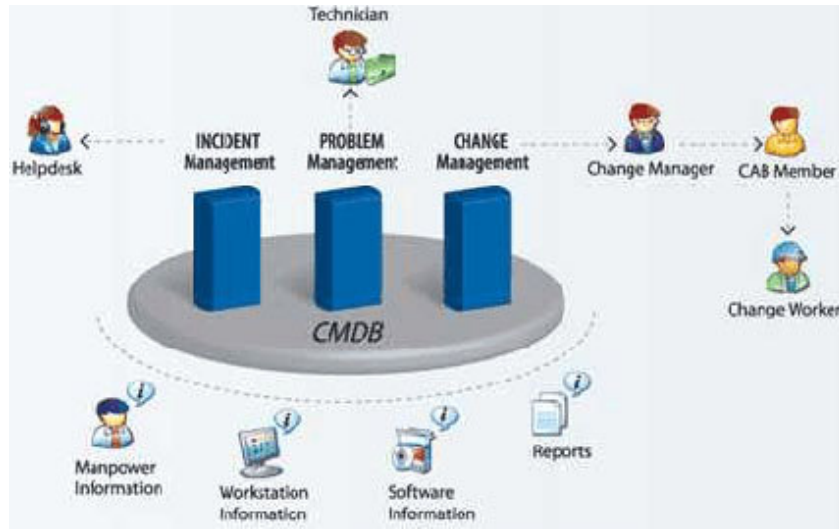 Technician
INCIDENT
Management
PROBLEM
Management
CHANGE
Management
Helpdesk
Change Manager
CAB Member
Change Worker
CMDB
Manpower
Information
Workstation
Information
Software
Information
Reports